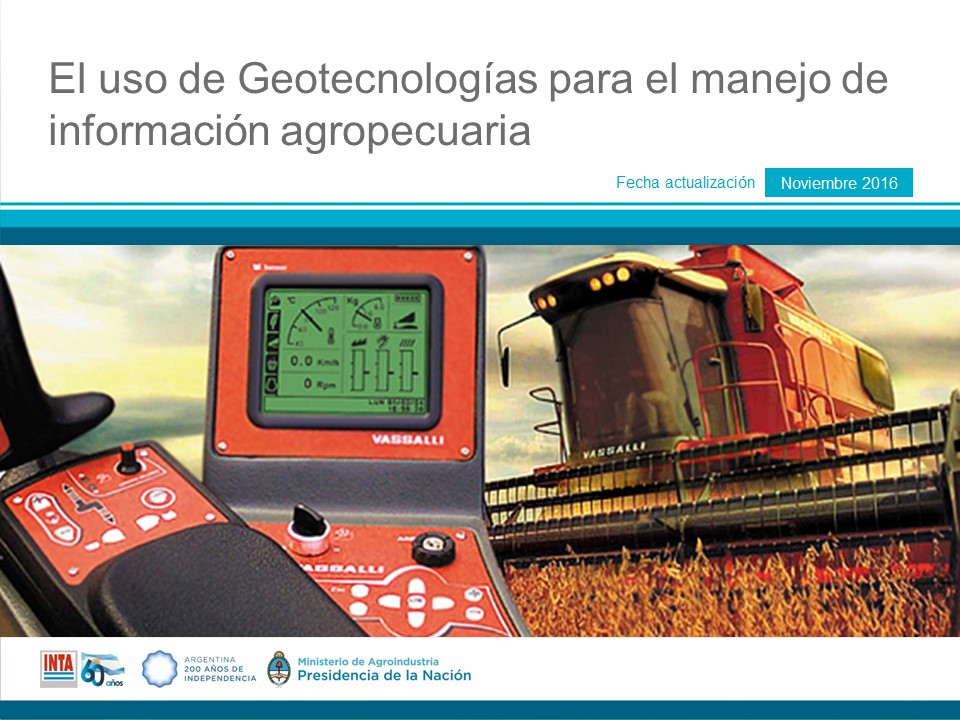 El uso de Geotecnologías para el manejo de
información agropecuaria
Fecha actualización
Noviembre 2016
°C
Kg
0.0 Km/h
0 Rpm
VASSALLI
VASSALLI
VASSALLI
INTA
60 años
ARGENTINA
200 AÑOS DE
INDEPENDENCIA
Ministerio de Agroindustria
Presidencia de la Nación